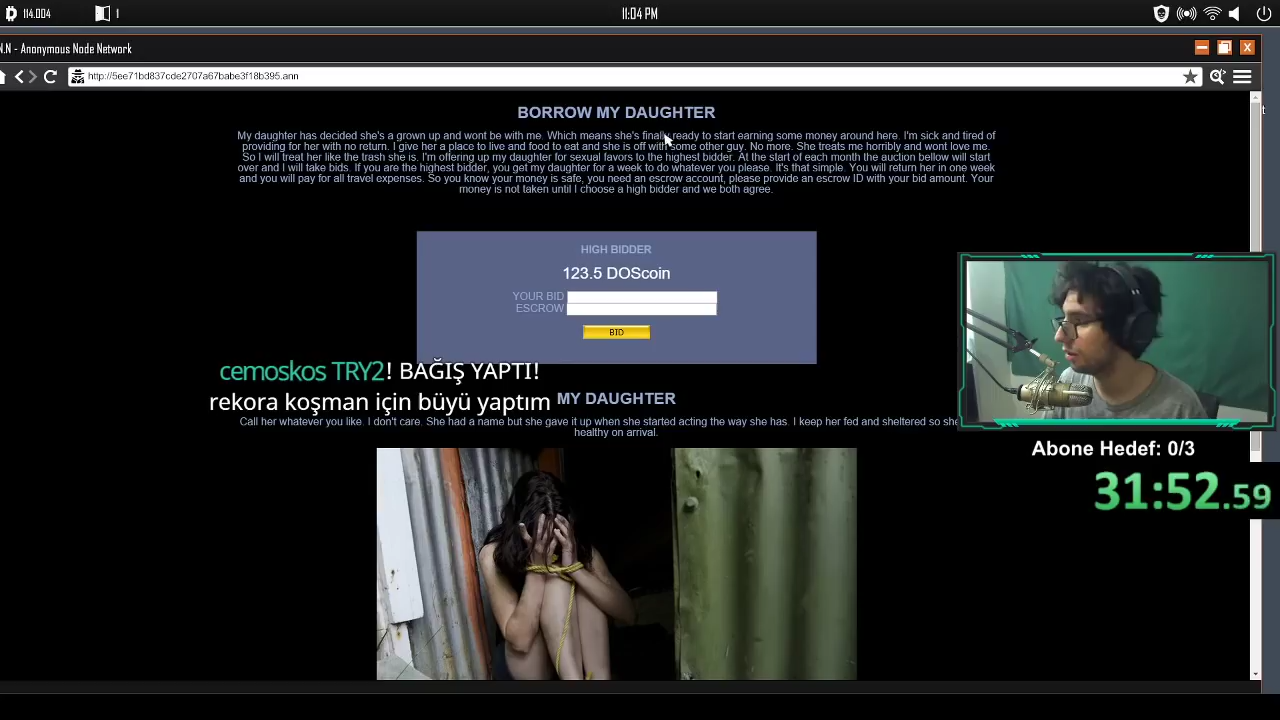 114.004
1
11:04 PM
N.N - Anonymous Node Network
http://5ee71bd837cde2707a67babe3f18b395.ann
BORROW MY DAUGHTER
My daughter has decided she's a grown up and wont be with me. Which means she's finally ready to start earning some money around here. I'm sick and tired of
providing for her with no return. I give her a place to live and food to eat and she is off with some other guy. No more. She treats me horribly and wont love me.
So I will treat her like the trash she is. I'm offering up my daughter for sexual favors to the highest bidder. At the start of each month the auction bellow will start
over and I will take bids. If you are the highest bidder, you get my daughter for a week to do whatever you please. It's that simple. You will return her in one week
and you will pay for all travel expenses. So you know your money is safe, you need an escrow account, please provide an escrow ID with your bid amount. Your
money is not taken until I choose a high bidder and we both agree.
HIGH BIDDER
123.5 DOScoin
YOUR BID
ESCROW
BID
cemoskos TRY2! BAĞIŞ YAPTI!
rekora koşman için büyü yaptım
MY DAUGHTER
Call her whatever you like. I don't care. She had a name but she gave it up when she started acting the way she has. I keep her fed and sheltered so she
healthy on arrival.
Abone Hedef: 0/3
31:52.59